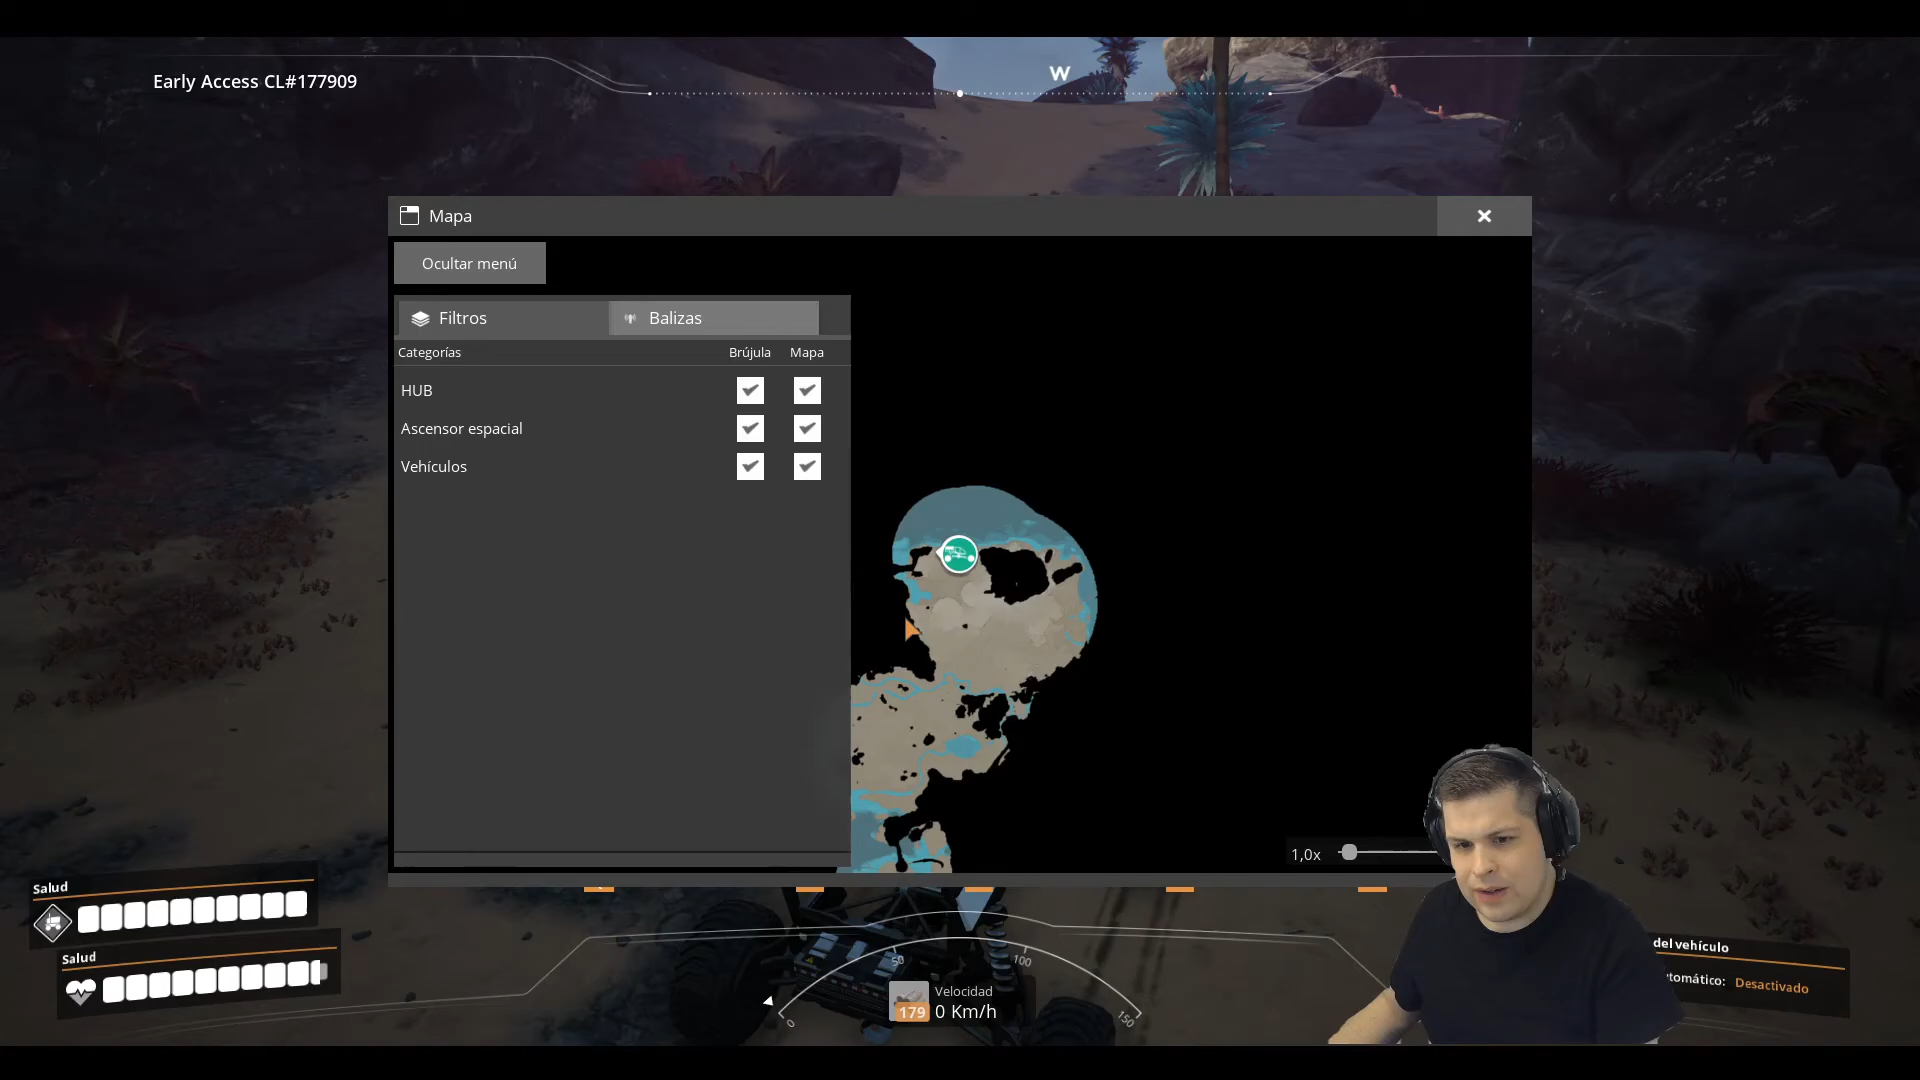 W
Early Access CL#177909
Mapa
Ocultar menú
Filtros
Balizas
Categorías
Brújula
Mapa
HUB
Ascensor espacial
Vehículos
1,0x
Salud
Salud
del vehículo
tomático: Desactivado
50
100
0
150
Velocidad
179
0 Km/h